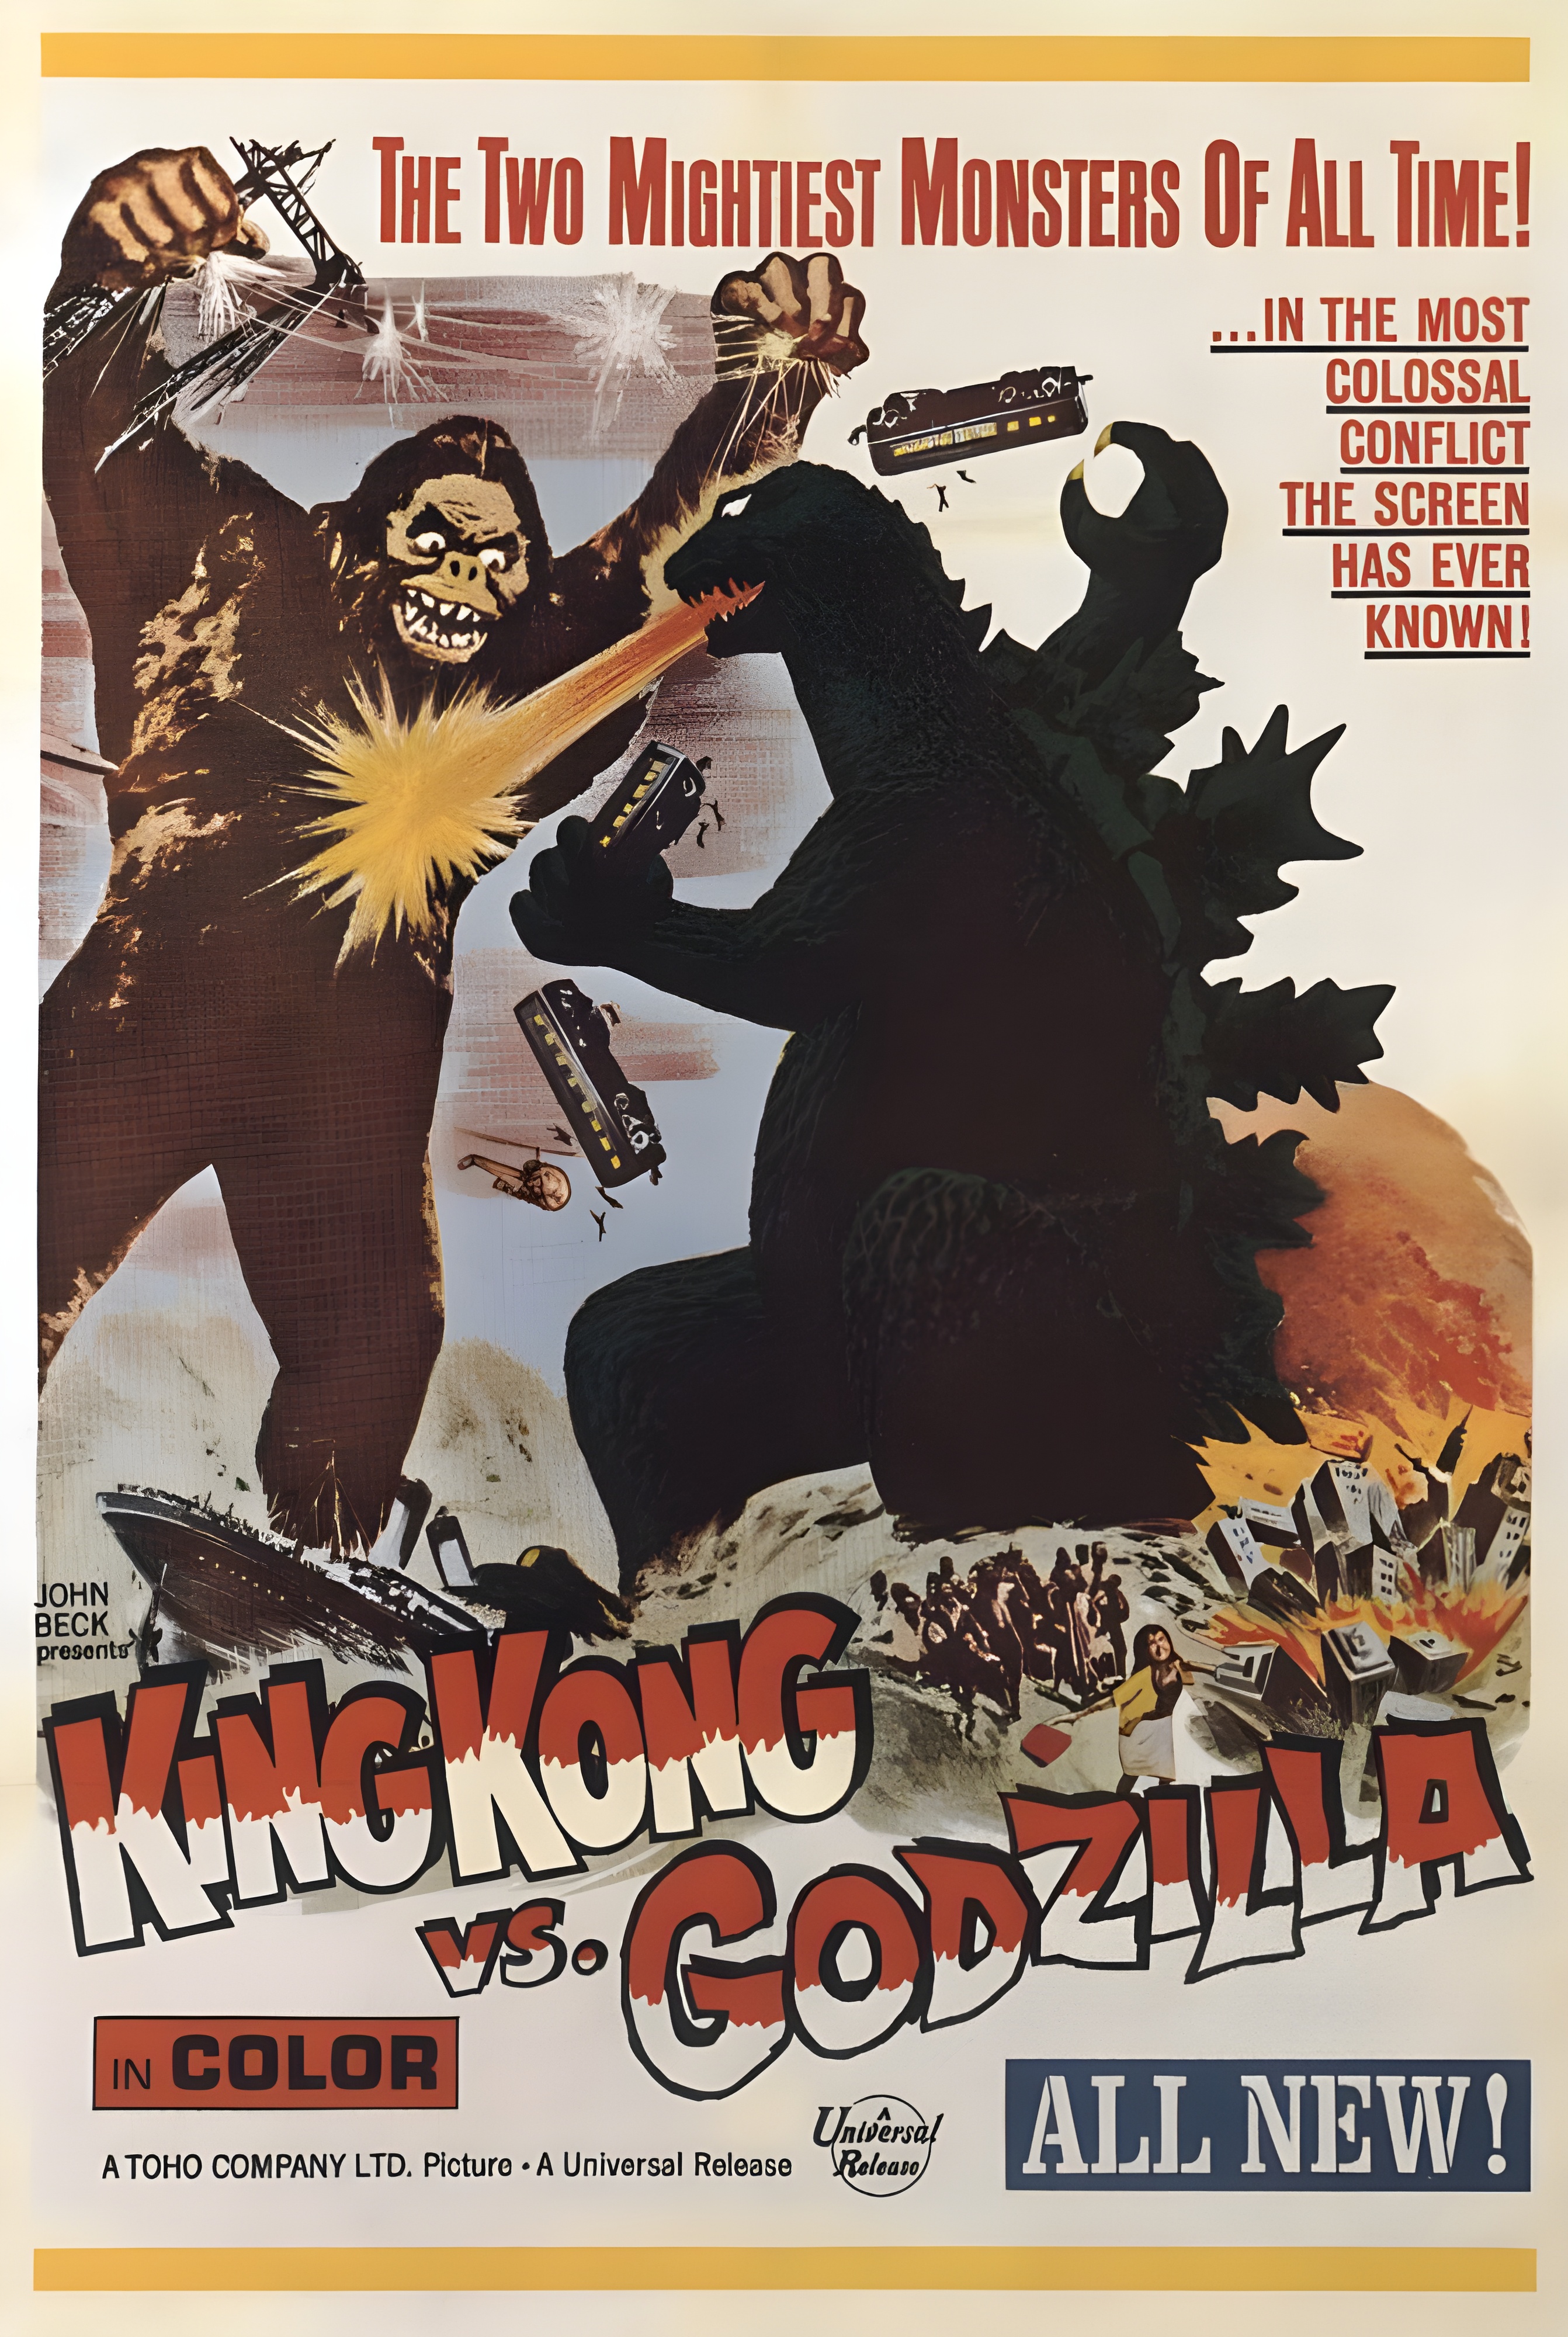 THE TWO MIGHTIEST MONSTERS OF ALL TIME!
...IN THE MOST
COLOSSAL
CONFLICT
THE SCREEN
HAS EVER
KNOWN!
JOHN
BECK
presents
KING KONG
VS. GODZILLA
IN COLOR
A TOHO COMPANY LTD. Picture • A Universal Release
A
Universal
Release
ALL NEW!